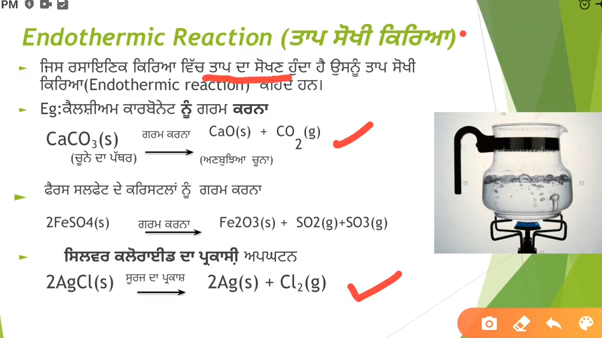 PM
Endothermic Reaction (ਤਾਪ ਸੋਖੀ ਕਿਰਿਆ)
ਜਿਸ ਰਸਾਇਨਿਕ ਕਿਰਿਆ ਵਿੱਚ ਤਾਪ ਦਾ ਸੋਖਣ ਹੁੰਦਾ ਹੈ ਉਸਨੂੰ ਤਾਪ ਸੋਖੀ
ਕਿਰਿਆ(Endothermic reaction) ਕਹਿੰਦੇ ਹਨ।
Eg:ਕੈਲਸ਼ੀਅਮ ਕਾਰਬੋਨੇਟ ਨੂੰ ਗਰਮ ਕਰਨਾ
CaCO₃(s) ਗਰਮ ਕਰਨਾ CaO(s) + CO₂(g)
(ਚੂਨੇ ਦਾ ਪੱਥਰ) (ਅਣਬੁਝਿਆ ਚੂਨਾ)
ਫੈਰਸ ਸਲਫੇਟ ਦੇ ਕਰਿਸਟਲਾਂ ਨੂੰ ਗਰਮ ਕਰਨਾ
2FeSO4(s) ਗਰਮ ਕਰਨਾ Fe2O3(s) + SO2(g)+SO3(g)
ਸਿਲਵਰ ਕਲੋਰਾਈਡ ਦਾ ਪ੍ਰਕਾਸੀ਼ ਅਪਘਟਨ
2AgCl(s) ਸੂਰਜ ਦਾ ਪ੍ਰਕਾਸ਼ 2Ag(s) + Cl₂(g)